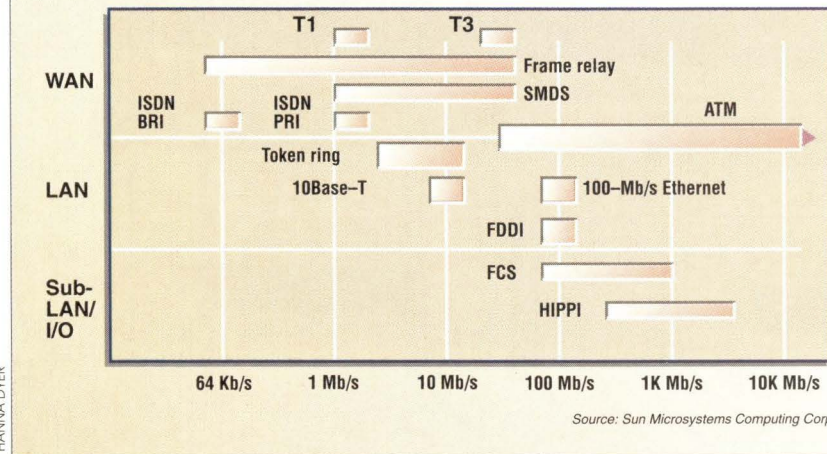 T1 T3
WAN
Frame relay
SMDS
ISDN BRI
ISDN PRI
ATM
Token ring
LAN
10Base–T
100–Mb/s Ethernet
FDDI
Sub-LAN/I/O
FCS
HIPPI
64 Kb/s 1 Mb/s 10 Mb/s 100 Mb/s 1K Mb/s 10K Mb/s
Source: Sun Microsystems Computing Corp